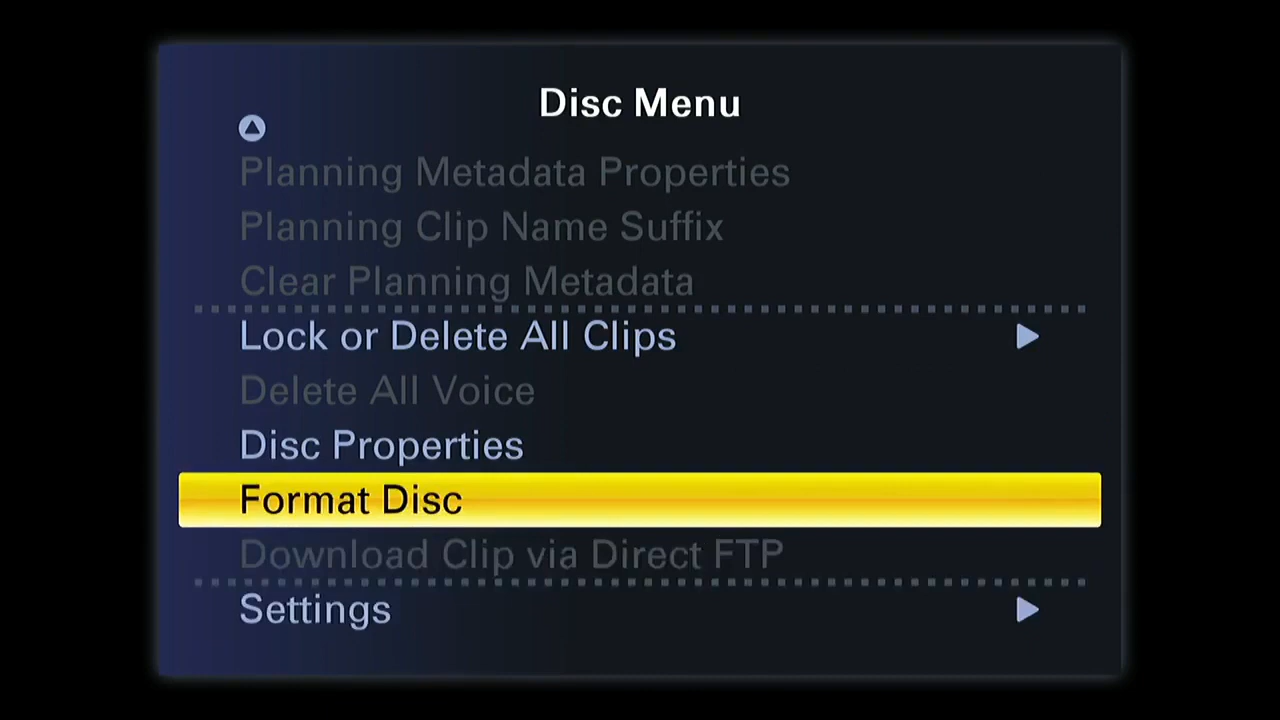 Disc Menu
Planning Metadata Properties
Planning Clip Name Suffix
Clear Planning Metadata
Lock or Delete All Clips
Delete All Voice
Disc Properties
Format Disc
Download Clip via Direct FTP
Settings